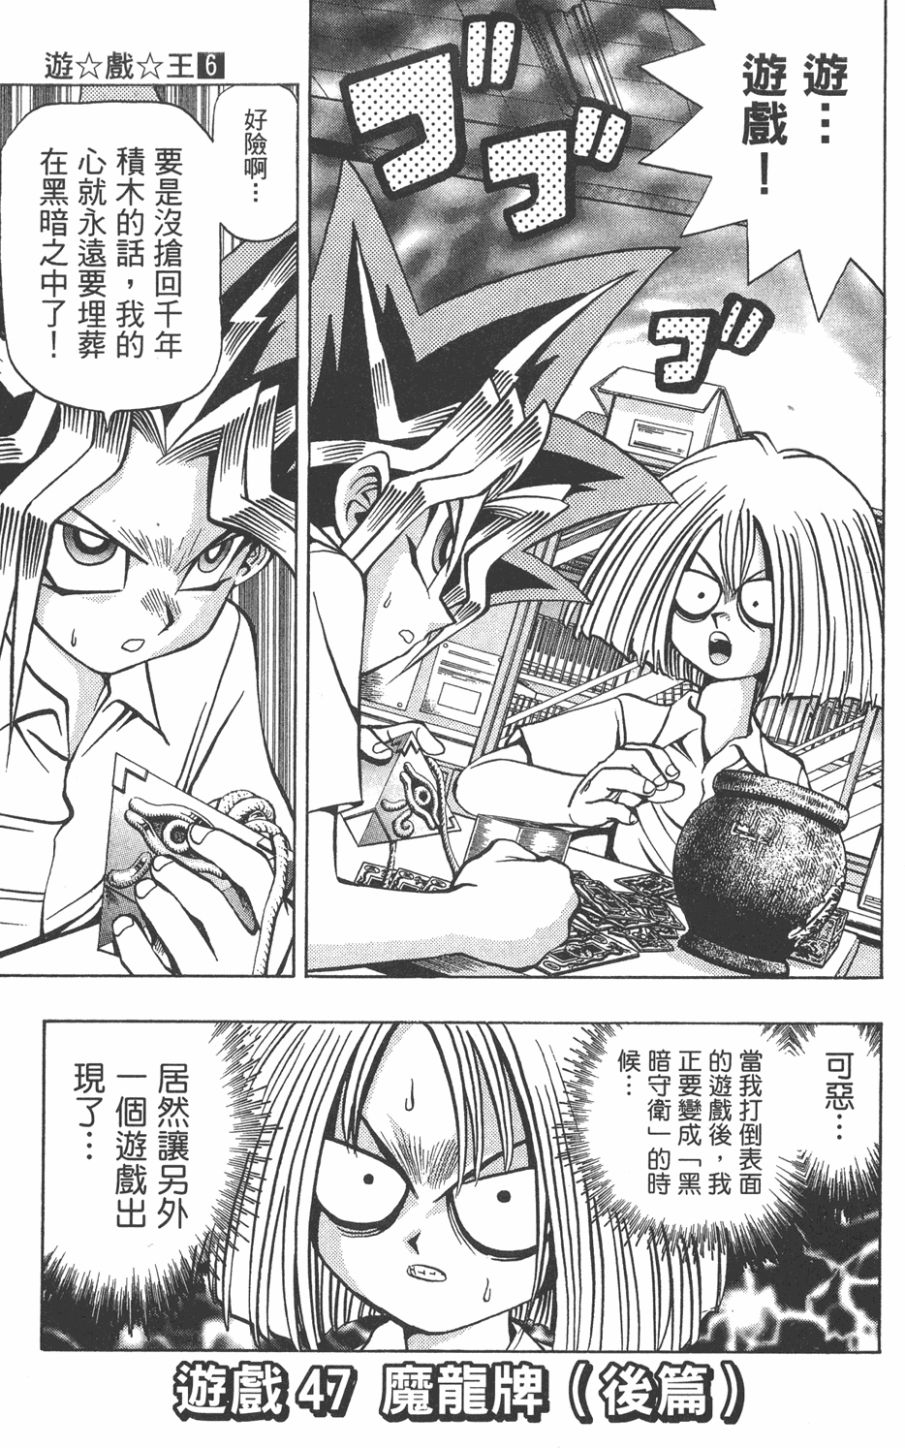 遊☆戲☆王6
遊…
遊戲！
ゴゴゴ
好險啊…
要是沒搶回千年
積木的話，我的
心就永遠要埋葬
在黑暗之中了！
可惡…
當我打倒表面
的遊戲後，我
正要變成「黑
暗守衛」的時
候…
居然讓另外
一個遊戲出
現了…
遊戲47 魔龍牌（後篇）